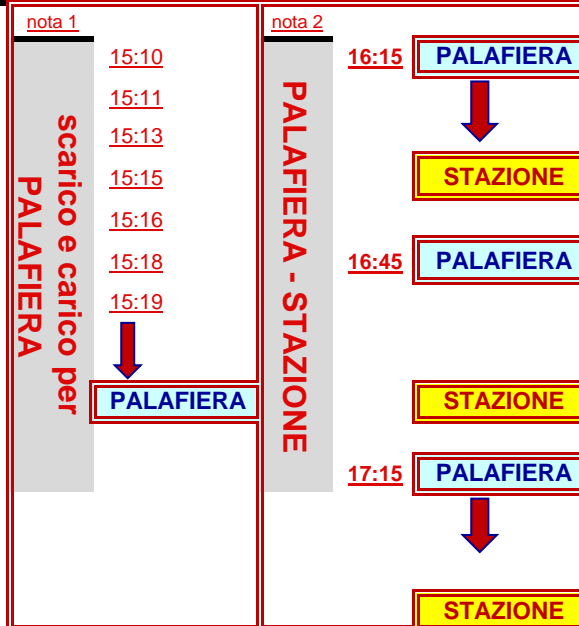 nota 1
scarico e carico per
PALAFIERA
15:10
15:11
15:13
15:15
15:16
15:18
15:19
PALAFIERA
nota 2
PALAFIERA - STAZIONE
16:15 PALAFIERA
STAZIONE
16:45 PALAFIERA
STAZIONE
17:15 PALAFIERA
STAZIONE